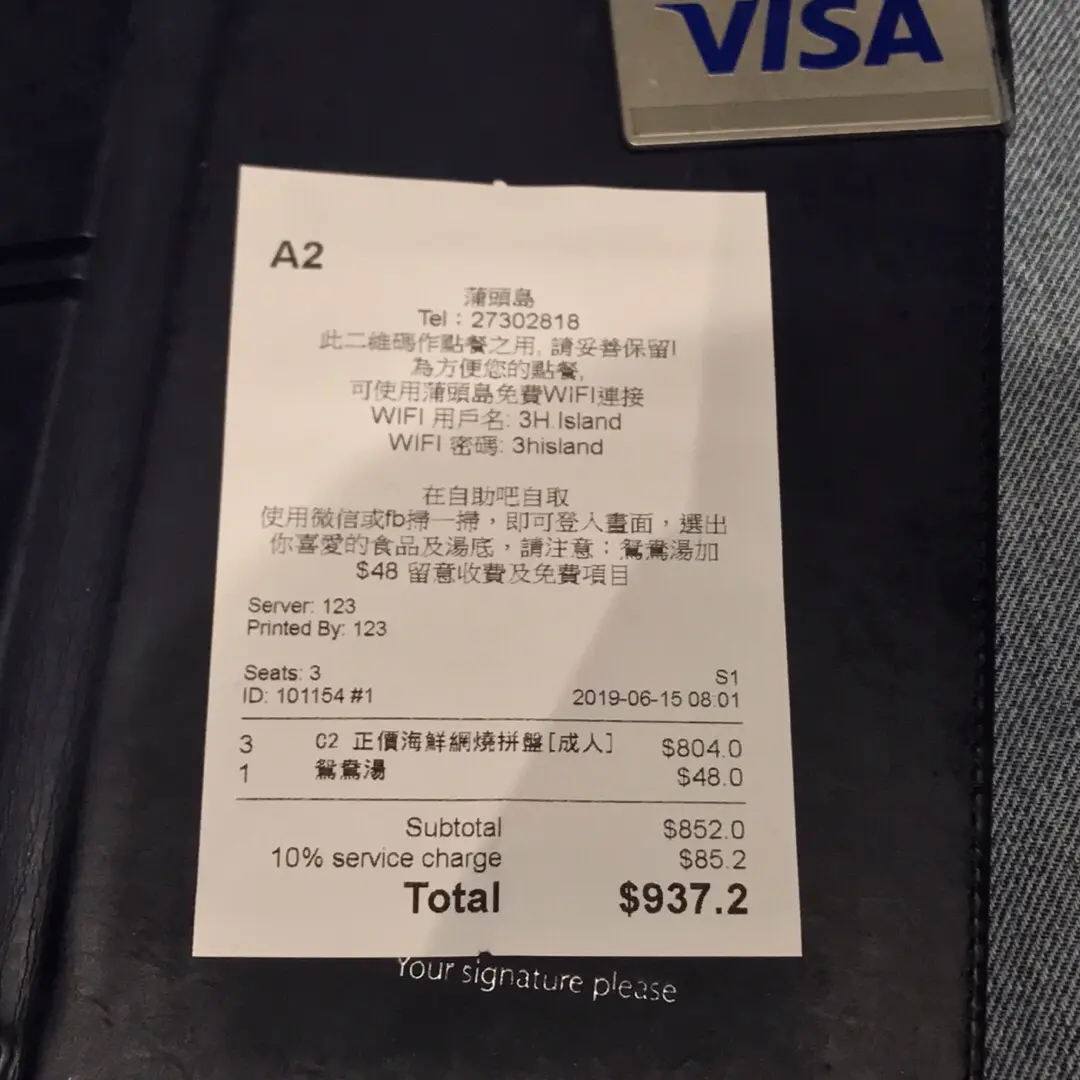 VISA
A2
蒲頭島
Tel : 27302818
此二維碼作點餐之用, 請妥善保留!
為方便您的點餐,
可使用蒲頭島免費WiFi連接
WIFI 用戶名: 3H.Island
WIFI 密碼: 3hisland
在自助吧自取
使用微信或fb掃一掃，即可登入畫面，選出
你喜愛的食品及湯底，請注意：鴛鴦湯加
$48 留意收費及免費項目
Server: 123
Printed By: 123
Seats: 3 S1
ID: 101154 #1 2019-06-15 08:01
3 C2 正價海鮮網燒拼盤[成人] $804.0
1 鴛鴦湯 $48.0
Subtotal $852.0
10% service charge $85.2
Total $937.2
Your signature please